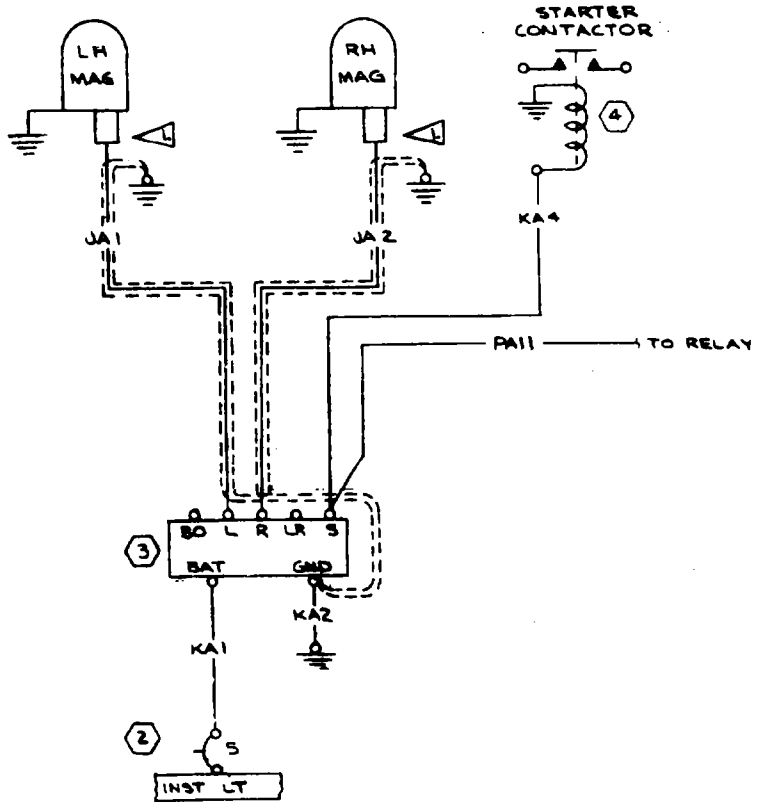 STARTER
CONTACTOR
LH
MAG
RH
MAG
L
L
4
JA1
JA2
KA4
PA11
TO RELAY
BO L R LR S
3
BAT GND
KA2
KA1
2
5
INST LT